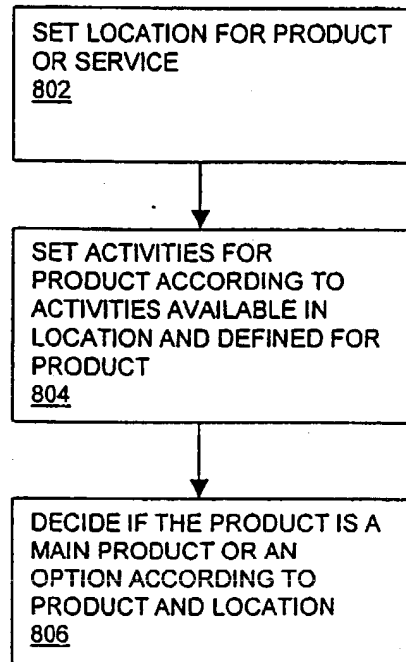 SET LOCATION FOR PRODUCT
OR SERVICE
802
SET ACTIVITIES FOR
PRODUCT ACCORDING TO
ACTIVITIES AVAILABLE IN
LOCATION AND DEFINED FOR
PRODUCT
804
DECIDE IF THE PRODUCT IS A
MAIN PRODUCT OR AN
OPTION ACCORDING TO
PRODUCT AND LOCATION
806